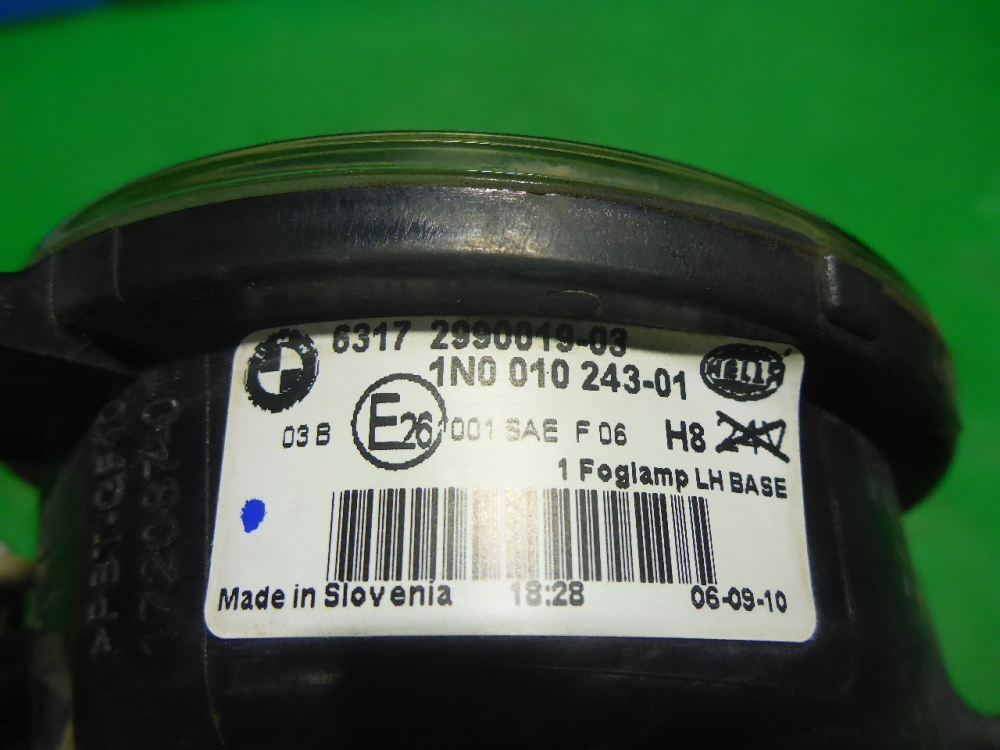 6317 2990019-03
1N0 010 243-01
HELLA
03 B E26 001 SAE F 06 H8
1 Foglamp LH BASE
Made in Slovenia 18:28 06-09-10